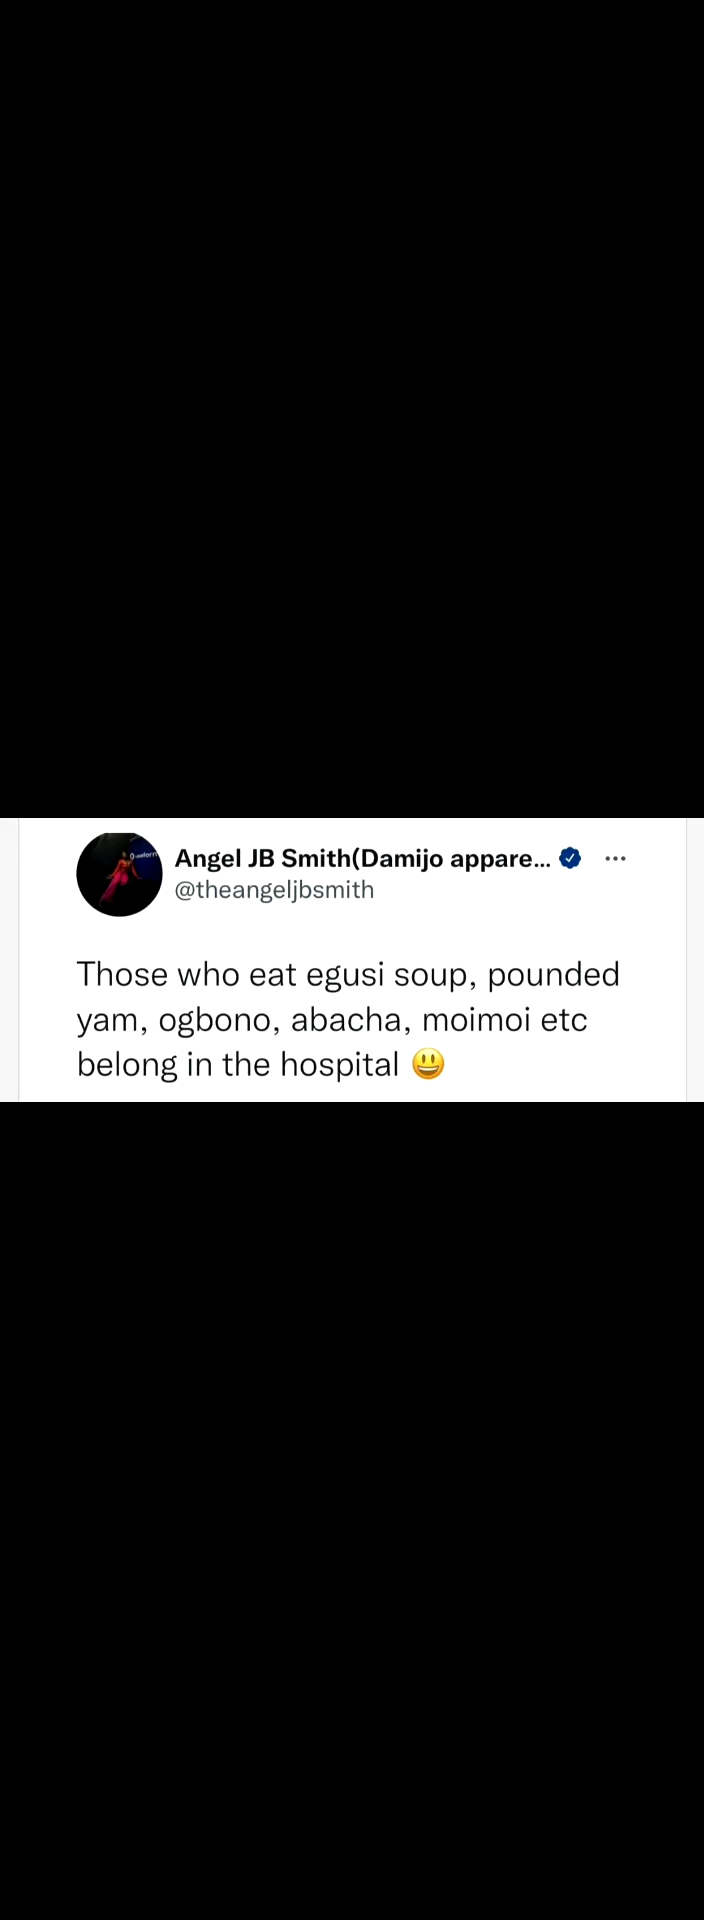 Angel JB Smith(Damijo appare...
@theangeljbsmith
Those who eat egusi soup, pounded
yam, ogbono, abacha, moimoi etc
belong in the hospital 😃